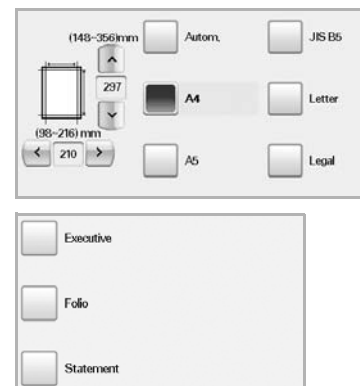 (148~356)mm
Autom.
JIS B5
297
A4
Letter
(98~216) mm
210
A5
Legal
Executive
Folio
Statement